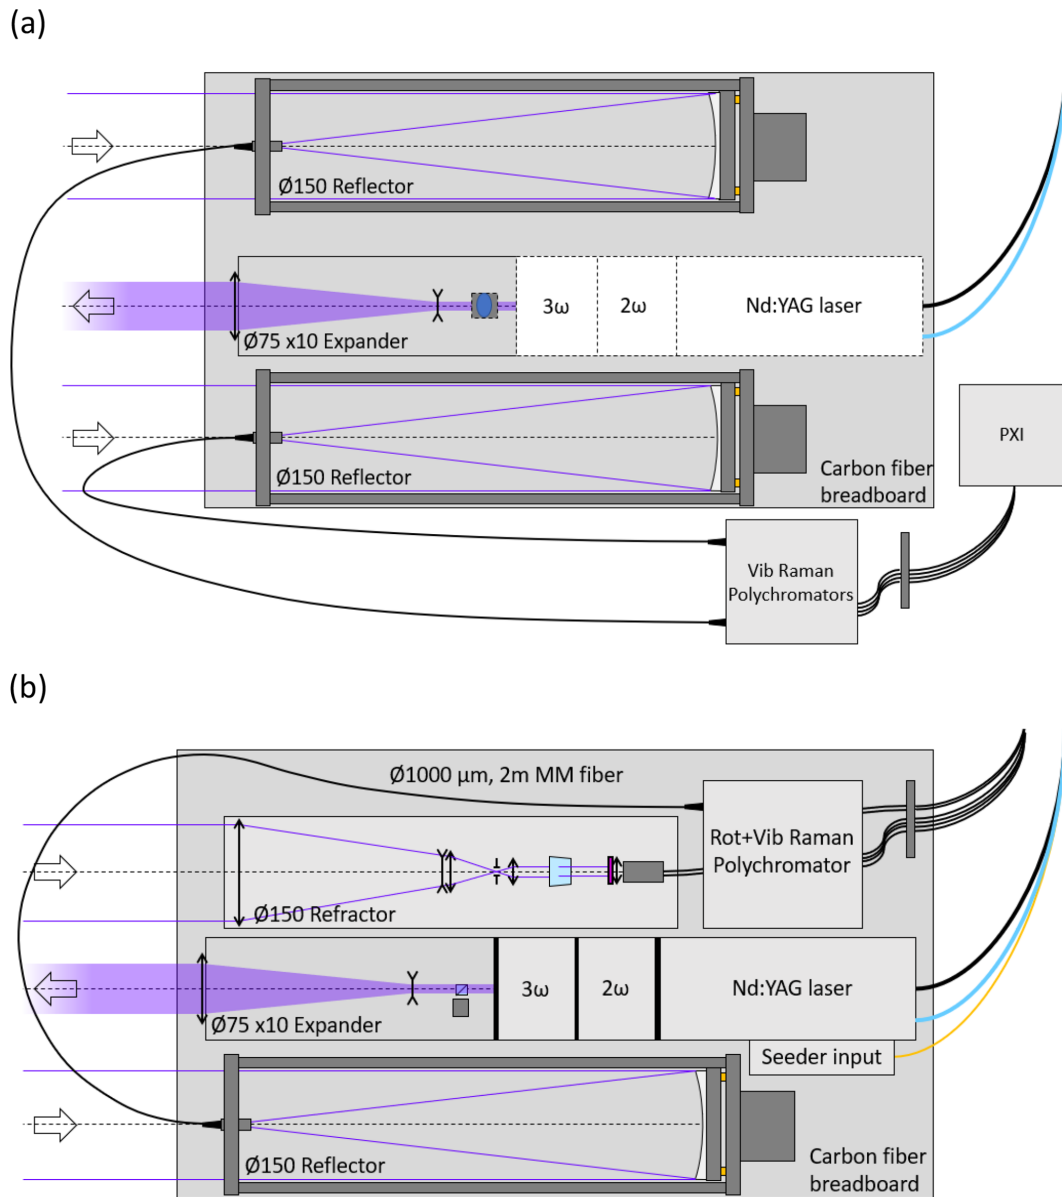 (a)
Ø150 Reflector
3ω
2ω
Nd:YAG laser
Ø75 x10 Expander
PXI
Ø150 Reflector
Carbon fiber
breadboard
Vib Raman
Polychromators
(b)
Ø1000 µm, 2m MM fiber
Rot+Vib Raman
Polychromator
Ø150 Refractor
3ω
2ω
Nd:YAG laser
Ø75 x10 Expander
Seeder input
Ø150 Reflector
Carbon fiber
breadboard